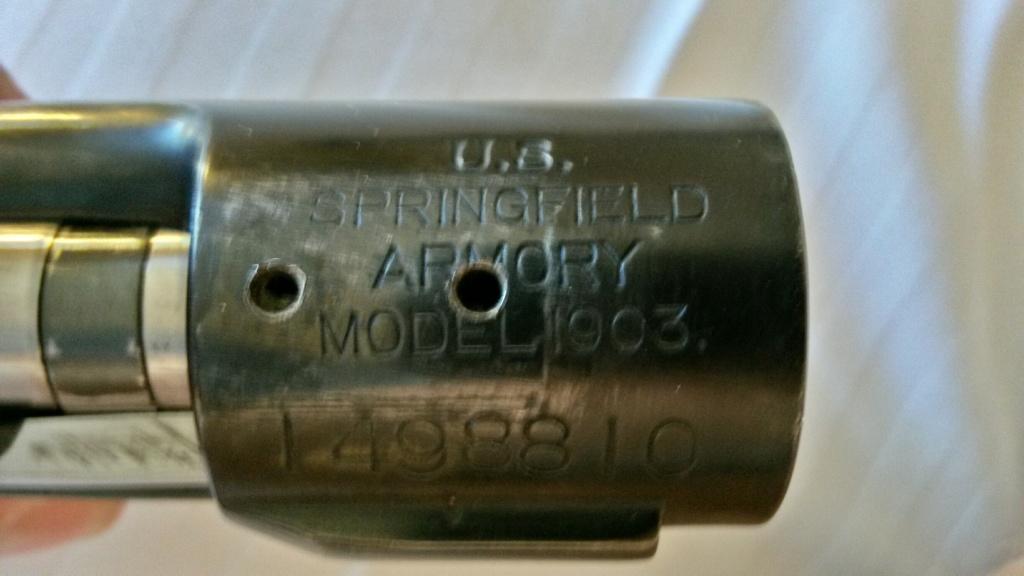 U.S.
SPRINGFIELD
ARMORY
MODEL 1903.
1498810